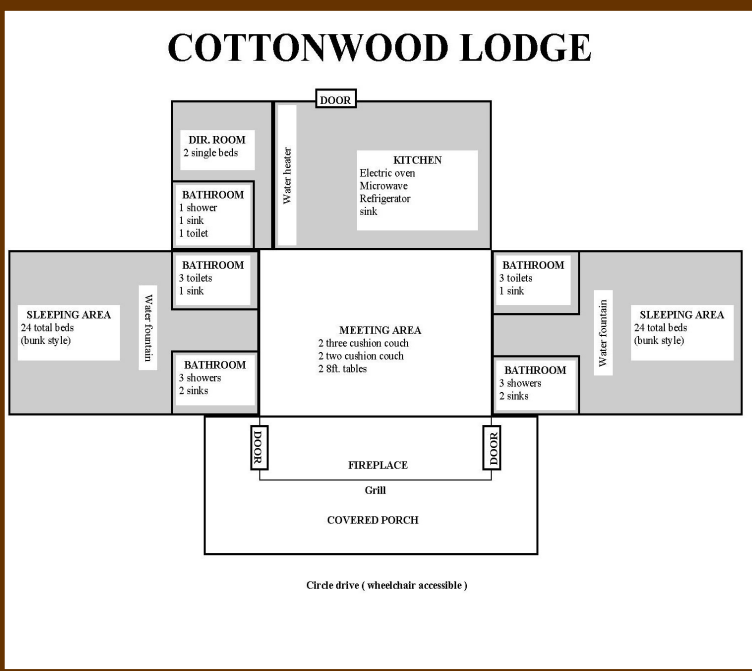 COTTONWOOD LODGE
DOOR
DIR. ROOM
2 single beds
Water heater
KITCHEN
Electric oven
Microwave
Refrigerator
sink
BATHROOM
1 shower
1 sink
1 toilet
BATHROOM
3 toilets
1 sink
BATHROOM
3 toilets
1 sink
SLEEPING AREA
24 total beds
(bunk style)
Water fountain
MEETING AREA
2 three cushion couch
2 two cushion couch
2 8ft. tables
Water fountain
SLEEPING AREA
24 total beds
(bunk style)
BATHROOM
3 showers
2 sinks
BATHROOM
3 showers
2 sinks
DOOR
DOOR
FIREPLACE
Grill
COVERED PORCH
Circle drive ( wheelchair accessible )